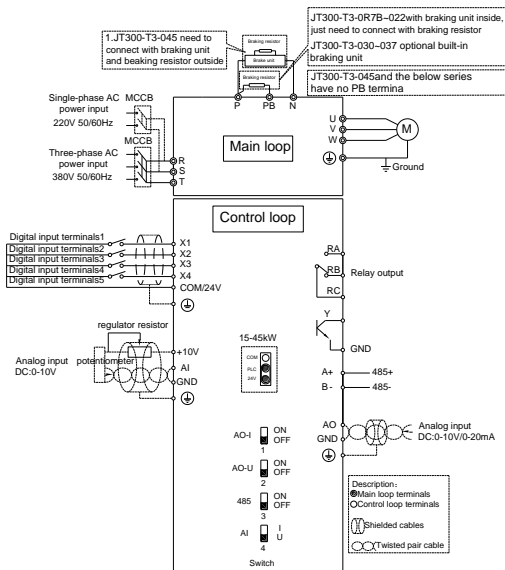 1.JT300-T3-045 need to
connect with braking unit
and beaking resistor outside
Braking resistor
Brake unit
Braking resistor
JT300-T3-0R7B~022with braking unit inside,
just need to connect with braking resistor
JT300-T3-030~037 optional built-in
braking unit
JT300-T3-045and the below series
have no PB termina
P
PB
N
Single-phase AC
power input
220V 50/60Hz
MCCB
Three-phase AC
power input
380V 50/60Hz
MCCB
R
S
T
Main loop
U
V
W
M
Ground
Control loop
Digital input terminals1
Digital input terminals2
Digital input terminals3
Digital input terminals4
Digital input terminals5
X1
X2
X3
X4
COM/24V
RA
RB
RC
Relay output
Y
GND
regulator resistor
potentiometer
Analog input
DC:0-10V
+10V
AI
GND
15-45kW
COM
PLC
24V
A+
485+
B-
485-
AO
GND
Analog input
DC:0-10V/0-20mA
AO-I
ON
OFF
1
AO-U
ON
OFF
2
485
ON
OFF
3
AI
I
U
4
Switch
Description:
Main loop terminals
Control loop terminals
Shielded cables
Twisted pair cable